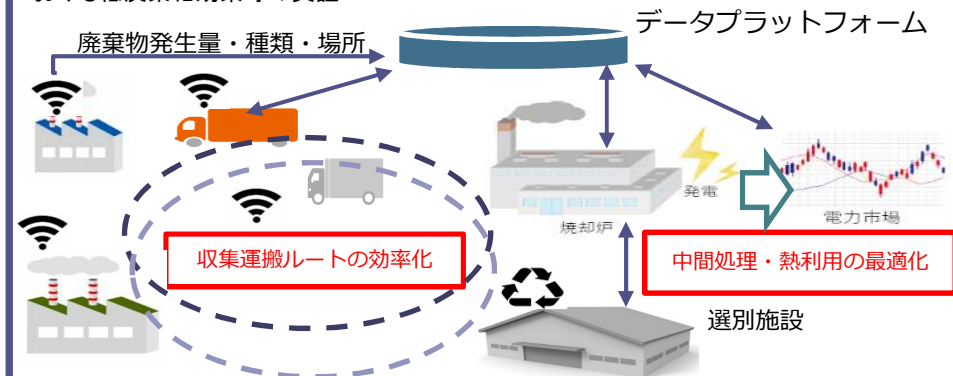 データプラットフォーム
廃棄物発生量・種類・場所
発電
焼却炉
電力市場
収集運搬ルートの効率化
中間処理・熱利用の最適化
選別施設